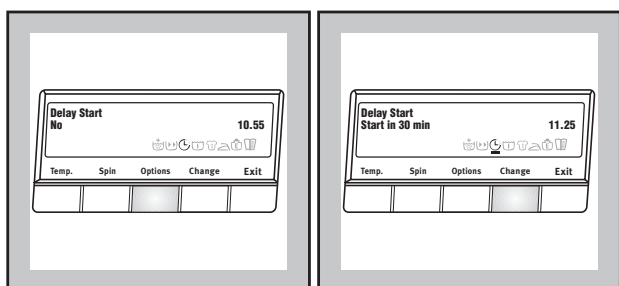 Delay Start
No 10.55
Temp. Spin Options Change Exit
Delay Start
Start in 30 min 11.25
Temp. Spin Options Change Exit